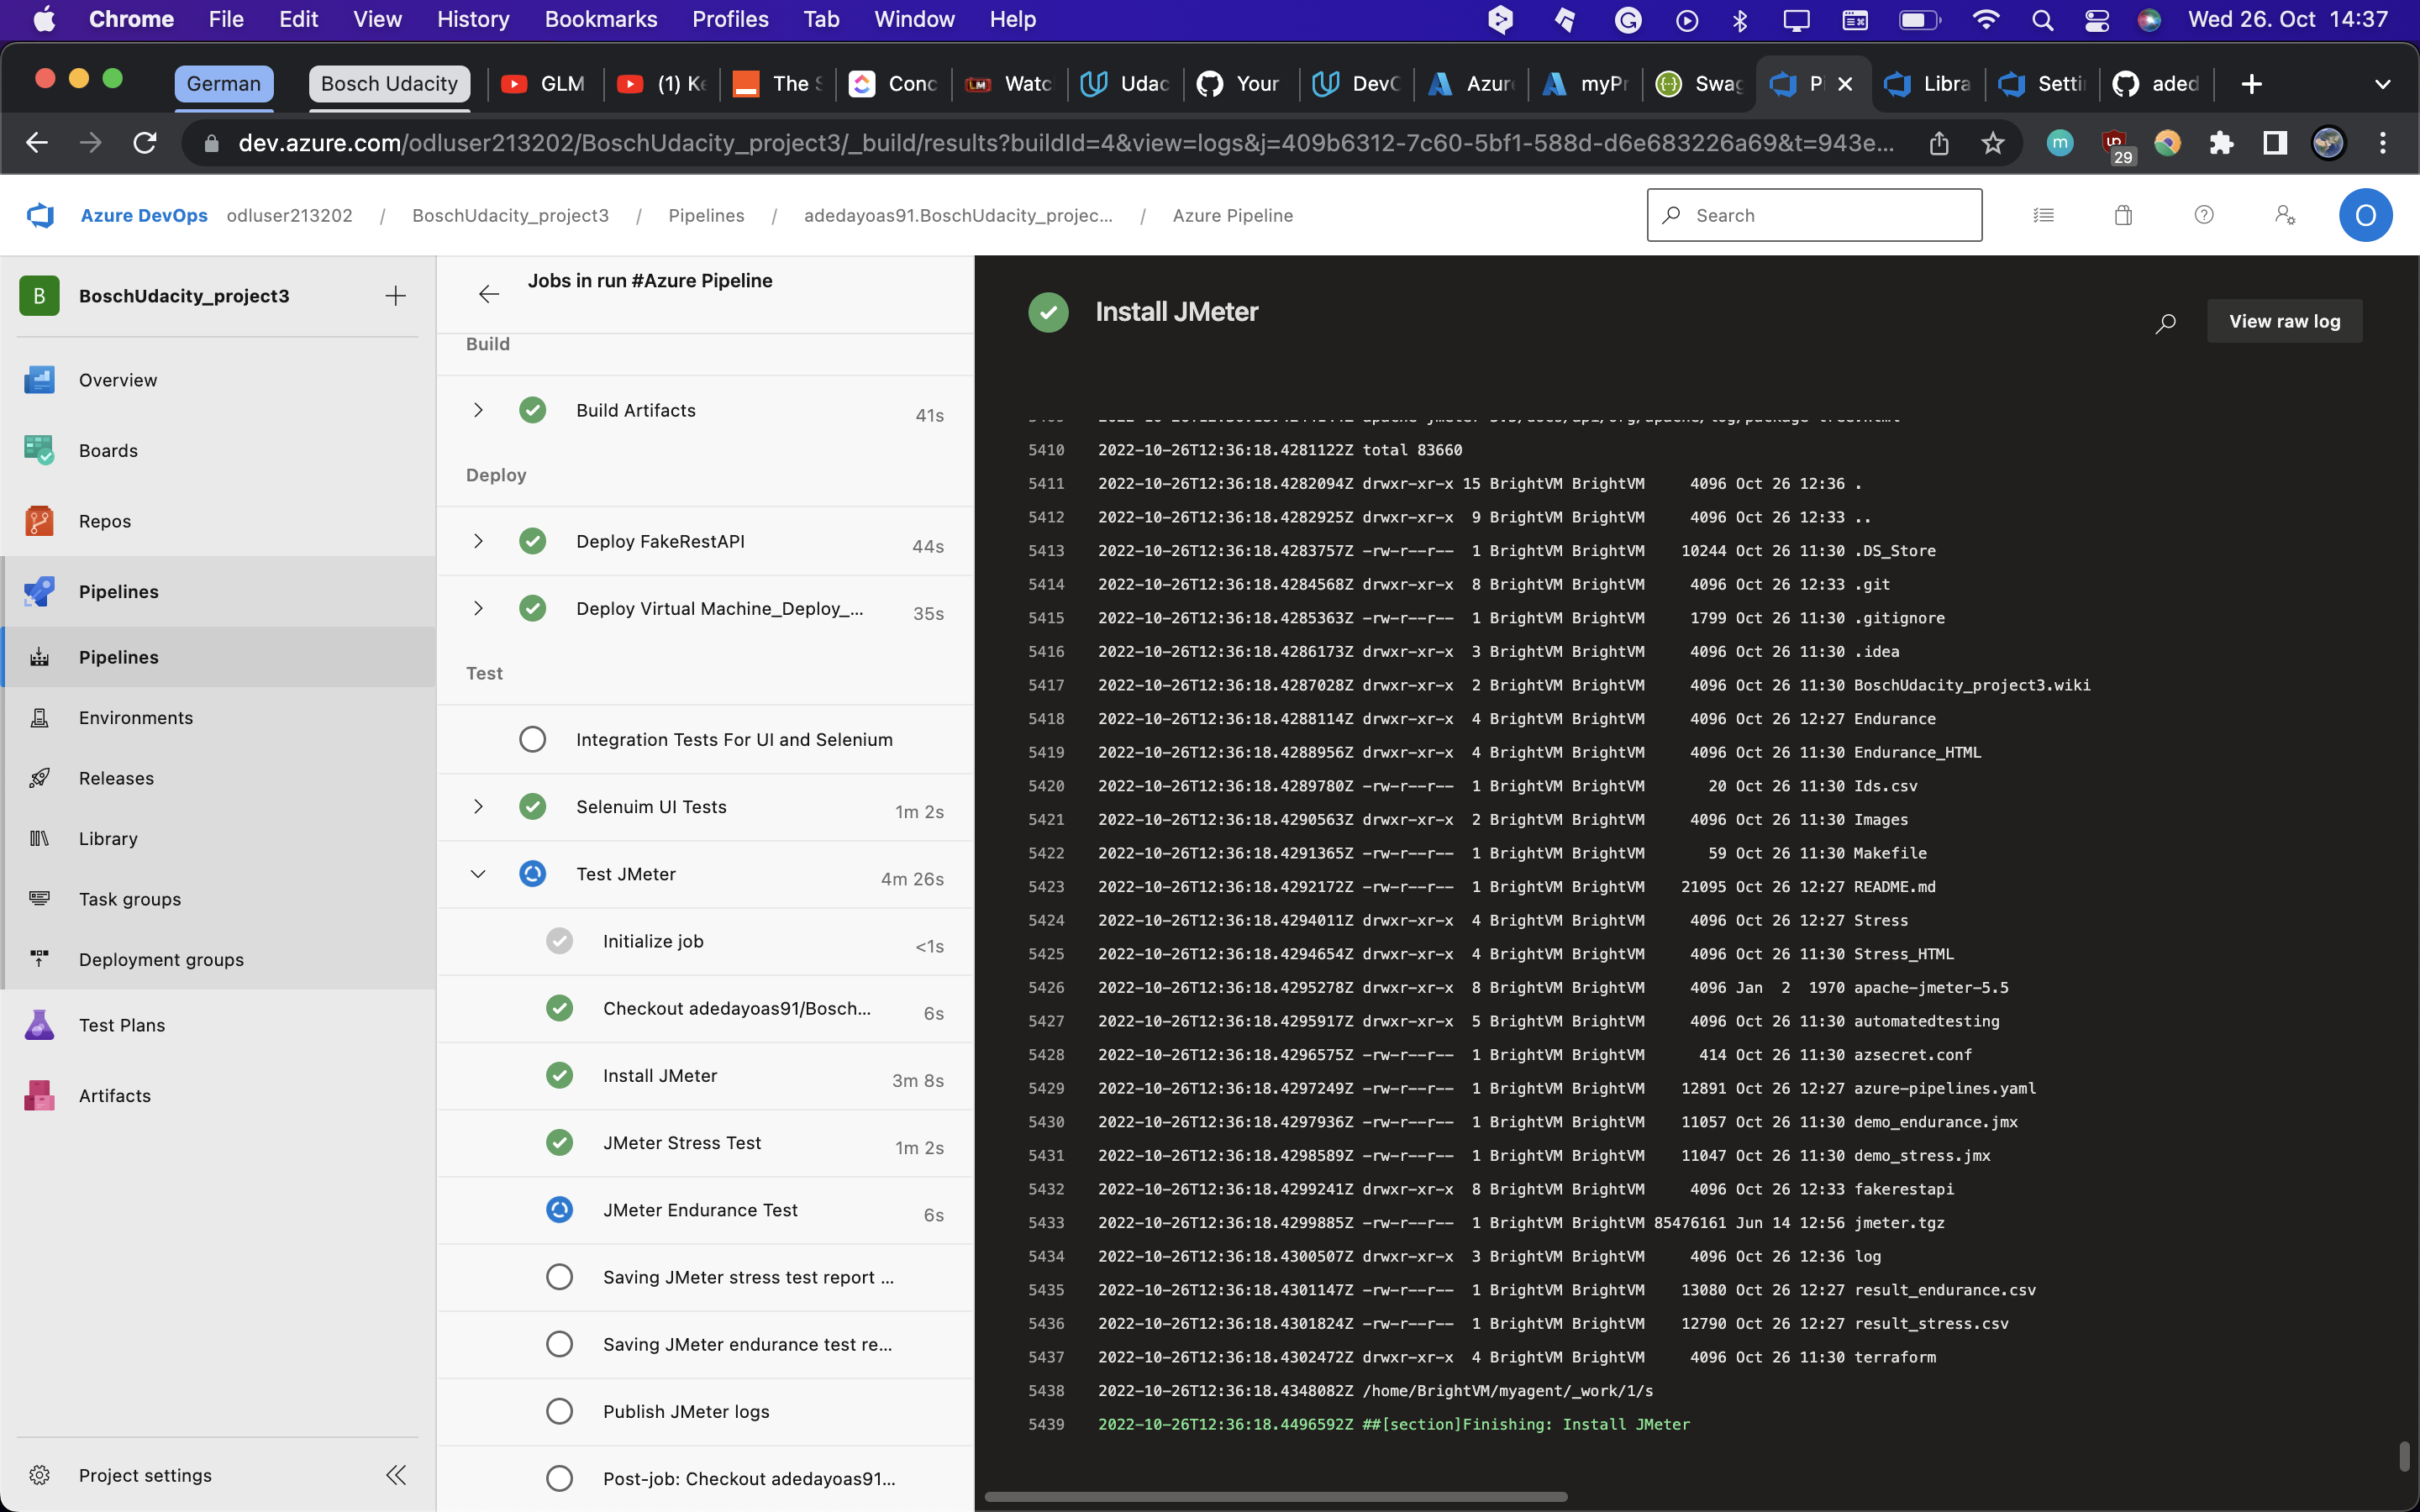 Chrome File Edit View History Bookmarks Profiles Tab Window Help Wed 26. Oct 14:37
German Bosch Udacity GLM (1) Ke The S Conc Watc Udac Your DevC Azur myPr Swag Pi Libra Setti aded
dev.azure.com/odluser213202/BoschUdacity_project3/_build/results?buildId=4&view=logs&j=409b6312-7c60-5bf1-588d-d6e683226a69&t=943e...
m 29
Azure DevOps odluser213202 / BoschUdacity_project3 / Pipelines / adedayoas91.BoschUdacity_projec... / Azure Pipeline Search O
B BoschUdacity_project3
Overview
Boards
Repos
Pipelines
Pipelines
Environments
Releases
Library
Task groups
Deployment groups
Test Plans
Artifacts
Project settings
Jobs in run #Azure Pipeline
Build
Build Artifacts 41s
Deploy
Deploy FakeRestAPI 44s
Deploy Virtual Machine_Deploy_... 35s
Test
Integration Tests For UI and Selenium
Selenuim UI Tests 1m 2s
Test JMeter 4m 26s
Initialize job <1s
Checkout adedayoas91/Bosch... 6s
Install JMeter 3m 8s
JMeter Stress Test 1m 2s
JMeter Endurance Test 6s
Saving JMeter stress test report ...
Saving JMeter endurance test re...
Publish JMeter logs
Post-job: Checkout adedayoas91...
Install JMeter
View raw log
5410 2022-10-26T12:36:18.4281122Z total 83660
5411 2022-10-26T12:36:18.4282094Z drwxr-xr-x 15 BrightVM BrightVM 4096 Oct 26 12:36 .
5412 2022-10-26T12:36:18.4282925Z drwxr-xr-x 9 BrightVM BrightVM 4096 Oct 26 12:33 ..
5413 2022-10-26T12:36:18.4283757Z -rw-r--r-- 1 BrightVM BrightVM 10244 Oct 26 11:30 .DS_Store
5414 2022-10-26T12:36:18.4284568Z drwxr-xr-x 8 BrightVM BrightVM 4096 Oct 26 12:33 .git
5415 2022-10-26T12:36:18.4285363Z -rw-r--r-- 1 BrightVM BrightVM 1799 Oct 26 11:30 .gitignore
5416 2022-10-26T12:36:18.4286173Z drwxr-xr-x 3 BrightVM BrightVM 4096 Oct 26 11:30 .idea
5417 2022-10-26T12:36:18.4287028Z drwxr-xr-x 2 BrightVM BrightVM 4096 Oct 26 11:30 BoschUdacity_project3.wiki
5418 2022-10-26T12:36:18.4288114Z drwxr-xr-x 4 BrightVM BrightVM 4096 Oct 26 12:27 Endurance
5419 2022-10-26T12:36:18.4288956Z drwxr-xr-x 4 BrightVM BrightVM 4096 Oct 26 11:30 Endurance_HTML
5420 2022-10-26T12:36:18.4289780Z -rw-r--r-- 1 BrightVM BrightVM 20 Oct 26 11:30 Ids.csv
5421 2022-10-26T12:36:18.4290563Z drwxr-xr-x 2 BrightVM BrightVM 4096 Oct 26 11:30 Images
5422 2022-10-26T12:36:18.4291365Z -rw-r--r-- 1 BrightVM BrightVM 59 Oct 26 11:30 Makefile
5423 2022-10-26T12:36:18.4292172Z -rw-r--r-- 1 BrightVM BrightVM 21095 Oct 26 12:27 README.md
5424 2022-10-26T12:36:18.4294011Z drwxr-xr-x 4 BrightVM BrightVM 4096 Oct 26 12:27 Stress
5425 2022-10-26T12:36:18.4294654Z drwxr-xr-x 4 BrightVM BrightVM 4096 Oct 26 11:30 Stress_HTML
5426 2022-10-26T12:36:18.4295278Z drwxr-xr-x 8 BrightVM BrightVM 4096 Jan 2 1970 apache-jmeter-5.5
5427 2022-10-26T12:36:18.4295917Z drwxr-xr-x 5 BrightVM BrightVM 4096 Oct 26 11:30 automatedtesting
5428 2022-10-26T12:36:18.4296575Z -rw-r--r-- 1 BrightVM BrightVM 414 Oct 26 11:30 azsecret.conf
5429 2022-10-26T12:36:18.4297249Z -rw-r--r-- 1 BrightVM BrightVM 12891 Oct 26 12:27 azure-pipelines.yaml
5430 2022-10-26T12:36:18.4297936Z -rw-r--r-- 1 BrightVM BrightVM 11057 Oct 26 11:30 demo_endurance.jmx
5431 2022-10-26T12:36:18.4298589Z -rw-r--r-- 1 BrightVM BrightVM 11047 Oct 26 11:30 demo_stress.jmx
5432 2022-10-26T12:36:18.4299241Z drwxr-xr-x 8 BrightVM BrightVM 4096 Oct 26 12:33 fakerestapi
5433 2022-10-26T12:36:18.4299885Z -rw-r--r-- 1 BrightVM BrightVM 85476161 Jun 14 12:56 jmeter.tgz
5434 2022-10-26T12:36:18.4300507Z drwxr-xr-x 3 BrightVM BrightVM 4096 Oct 26 12:36 log
5435 2022-10-26T12:36:18.4301147Z -rw-r--r-- 1 BrightVM BrightVM 13080 Oct 26 12:27 result_endurance.csv
5436 2022-10-26T12:36:18.4301824Z -rw-r--r-- 1 BrightVM BrightVM 12790 Oct 26 12:27 result_stress.csv
5437 2022-10-26T12:36:18.4302472Z drwxr-xr-x 4 BrightVM BrightVM 4096 Oct 26 11:30 terraform
5438 2022-10-26T12:36:18.4348082Z /home/BrightVM/myagent/_work/1/s
5439 2022-10-26T12:36:18.4496592Z ##[section]Finishing: Install JMeter